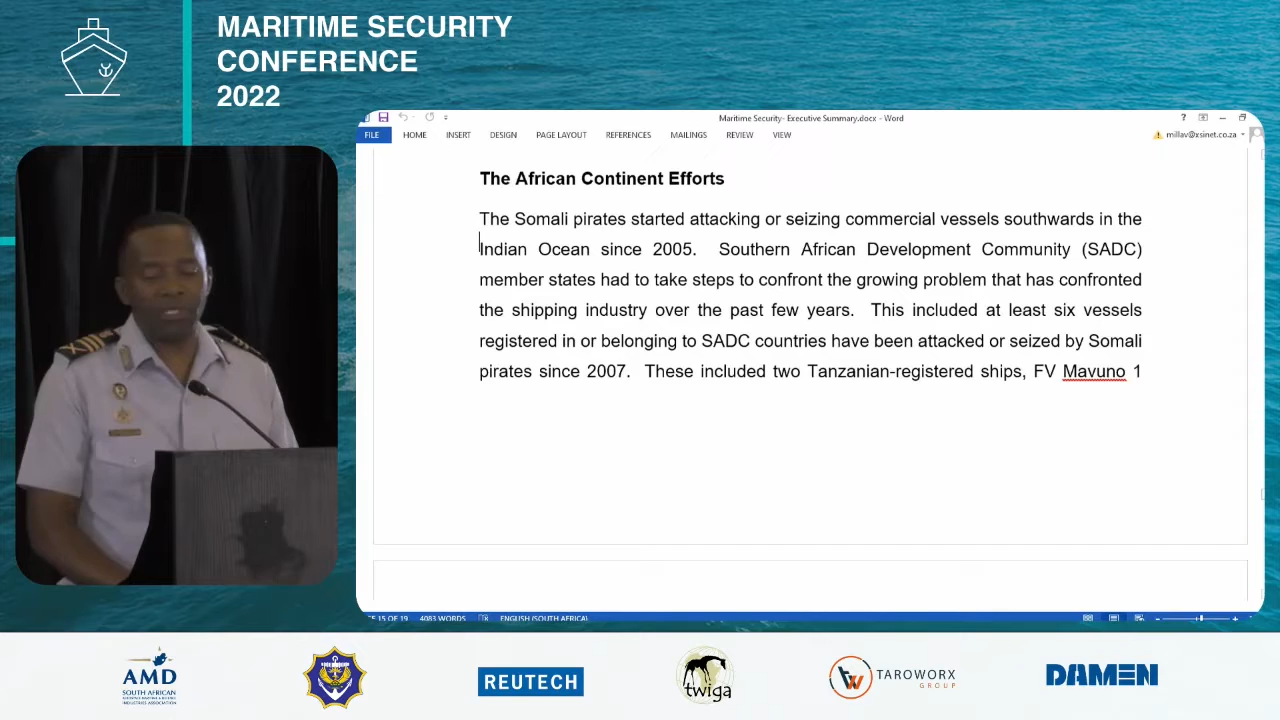 MARITIME SECURITY
CONFERENCE
2022
Maritime Security- Executive Summary.docx - Word
FILE HOME INSERT DESIGN PAGE LAYOUT REFERENCES MAILINGS REVIEW VIEW
millav@xsinet.co.za
The African Continent Efforts
The Somali pirates started attacking or seizing commercial vessels southwards in the
Indian Ocean since 2005. Southern African Development Community (SADC)
member states had to take steps to confront the growing problem that has confronted
the shipping industry over the past few years. This included at least six vessels
registered in or belonging to SADC countries have been attacked or seized by Somali
pirates since 2007. These included two Tanzanian-registered ships, FV Mavuno 1
15 OF 19 4083 WORDS ENGLISH (SOUTH AFRICA)
AMD
SOUTH AFRICAN
INDUSTRIES ASSOCIATION
REUTECH
twiga
TAROWORX
GROUP
DAMEN